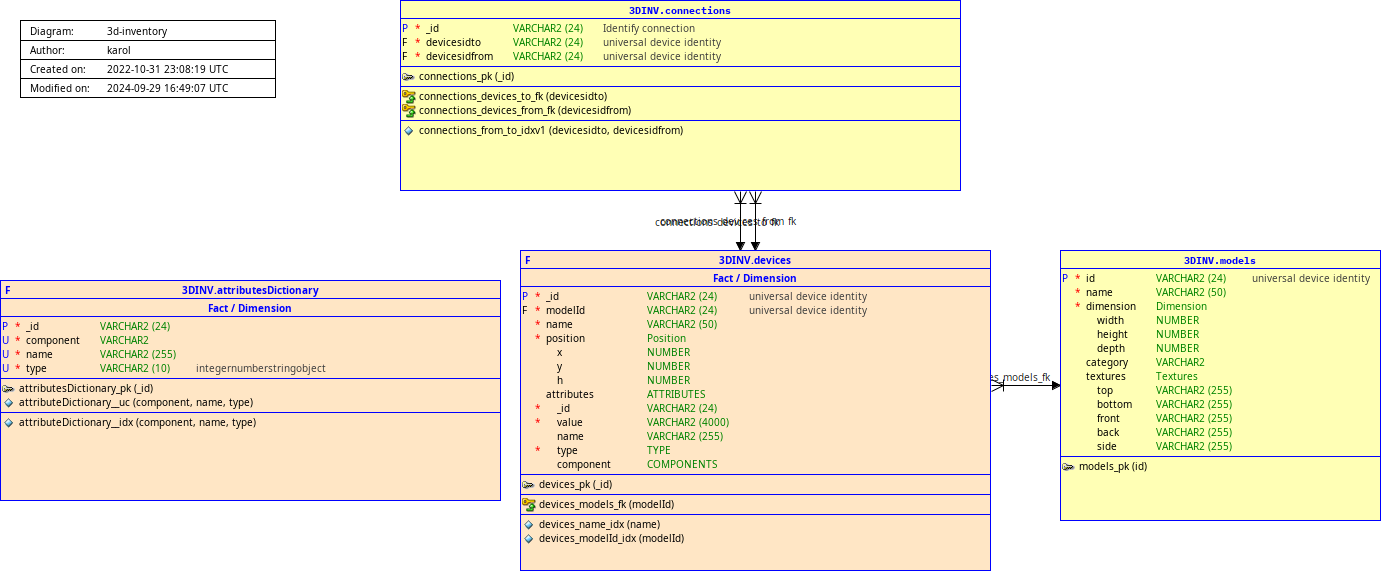 Diagram: 3d-inventory
Author: karol
Created on: 2022-10-31 23:08:19 UTC
Modified on: 2024-09-29 16:49:07 UTC
3DINV.connections
P * _id VARCHAR2 (24) Identify connection
F * devicesidto VARCHAR2 (24) universal device identity
F * devicesidfrom VARCHAR2 (24) universal device identity
connections_pk (_id)
connections_devices_to_fk (devicesidto)
connections_devices_from_fk (devicesidfrom)
connections_from_to_idxv1 (devicesidto, devicesidfrom)
F 3DINV.attributesDictionary
Fact / Dimension
P * _id VARCHAR2 (24)
U * component VARCHAR2
U * name VARCHAR2 (255)
U * type VARCHAR2 (10) integernumberstringobject
attributesDictionary_pk (_id)
attributeDictionary__uc (component, name, type)
attributeDictionary__idx (component, name, type)
F 3DINV.devices
Fact / Dimension
P * _id VARCHAR2 (24) universal device identity
F * modelId VARCHAR2 (24) universal device identity
* name VARCHAR2 (50)
* position Position
x NUMBER
y NUMBER
h NUMBER
attributes ATTRIBUTES
* _id VARCHAR2 (24)
* value VARCHAR2 (4000)
name VARCHAR2 (255)
* type TYPE
component COMPONENTS
devices_pk (_id)
devices_models_fk (modelId)
devices_name_idx (name)
devices_modelId_idx (modelId)
es_models_fk
3DINV.models
P * id VARCHAR2 (24) universal device identity
* name VARCHAR2 (50)
* dimension Dimension
width NUMBER
height NUMBER
depth NUMBER
category VARCHAR2
textures Textures
top VARCHAR2 (255)
bottom VARCHAR2 (255)
front VARCHAR2 (255)
back VARCHAR2 (255)
side VARCHAR2 (255)
models_pk (id)